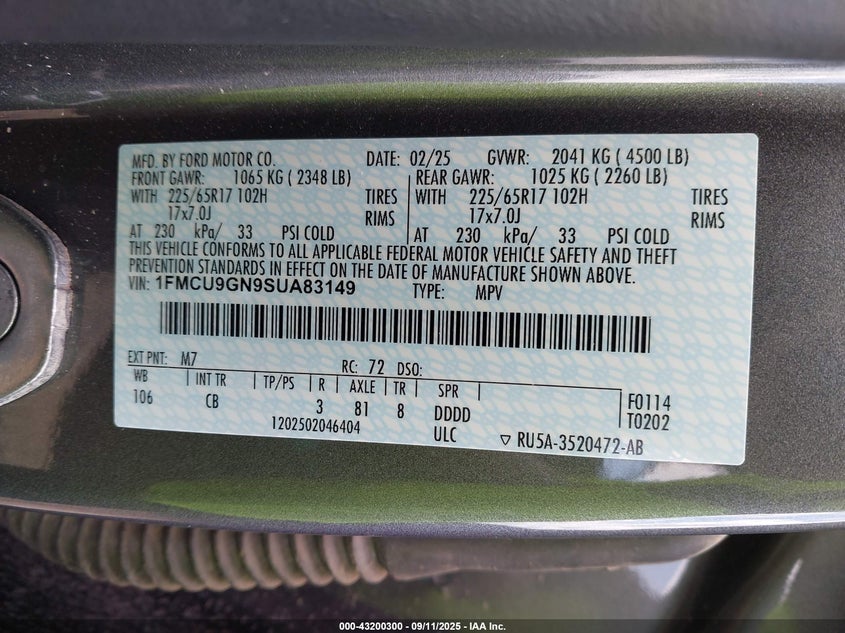 MFD. BY FORD MOTOR CO. DATE: 02/25 GVWR: 2041 KG ( 4500 LB)
FRONT GAWR: 1065 KG ( 2348 LB) REAR GAWR: 1025 KG ( 2260 LB)
WITH 225/65R17 102H TIRES WITH 225/65R17 102H TIRES
17x7.0J RIMS 17x7.0J RIMS
AT 230 kPa/ 33 PSI COLD AT 230 kPa/ 33 PSI COLD
THIS VEHICLE CONFORMS TO ALL APPLICABLE FEDERAL MOTOR VEHICLE SAFETY AND THEFT
PREVENTION STANDARDS IN EFFECT ON THE DATE OF MANUFACTURE SHOWN ABOVE.
VIN: 1FMCU9GN9SUA83149 TYPE: MPV
EXT PNT: M7 RC: 72 DSO:
WB INT TR TP/PS R AXLE TR SPR
106 CB 3 81 8 DDDD F0114
1202502046404 ULC T0202
▽ RU5A-3520472-AB
000-43200300 - 09/11/2025 - IAA Inc.